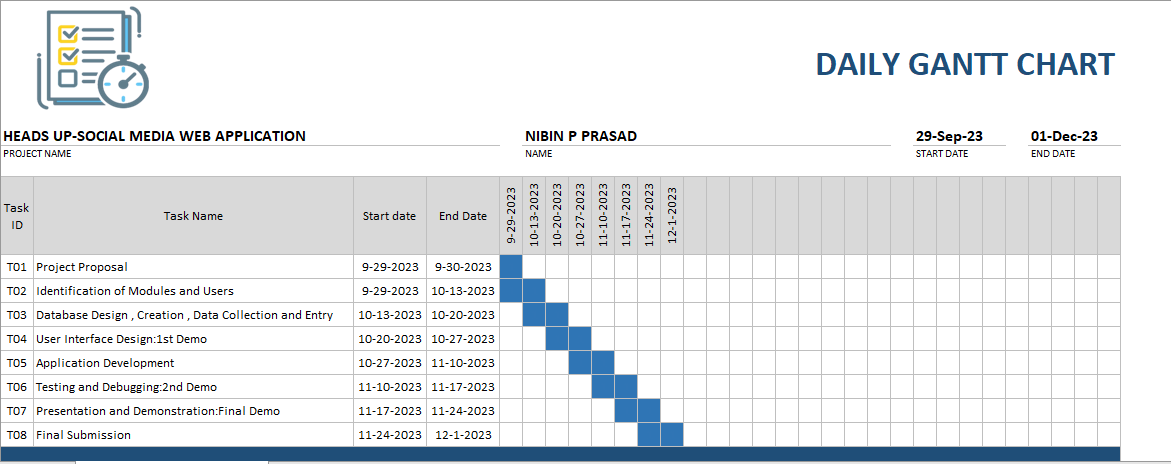 DAILY GANTT CHART
HEADS UP-SOCIAL MEDIA WEB APPLICATION NIBIN P PRASAD 29-Sep-23 01-Dec-23
PROJECT NAME NAME START DATE END DATE
Task ID Task Name Start date End Date 9-29-2023 10-13-2023 10-20-2023 10-27-2023 11-10-2023 11-17-2023 11-24-2023 12-1-2023
T01 Project Proposal 9-29-2023 9-30-2023
T02 Identification of Modules and Users 9-29-2023 10-13-2023
T03 Database Design , Creation , Data Collection and Entry 10-13-2023 10-20-2023
T04 User Interface Design:1st Demo 10-20-2023 10-27-2023
T05 Application Development 10-27-2023 11-10-2023
T06 Testing and Debugging:2nd Demo 11-10-2023 11-17-2023
T07 Presentation and Demonstration:Final Demo 11-17-2023 11-24-2023
T08 Final Submission 11-24-2023 12-1-2023